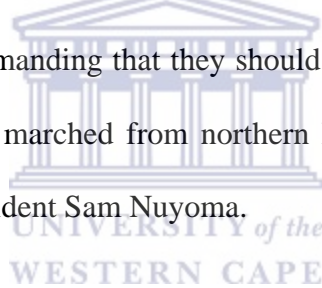 manding that they should
marched from northern
dent Sam Nuyoma.
UNIVERSITY of the
WESTERN CAPE